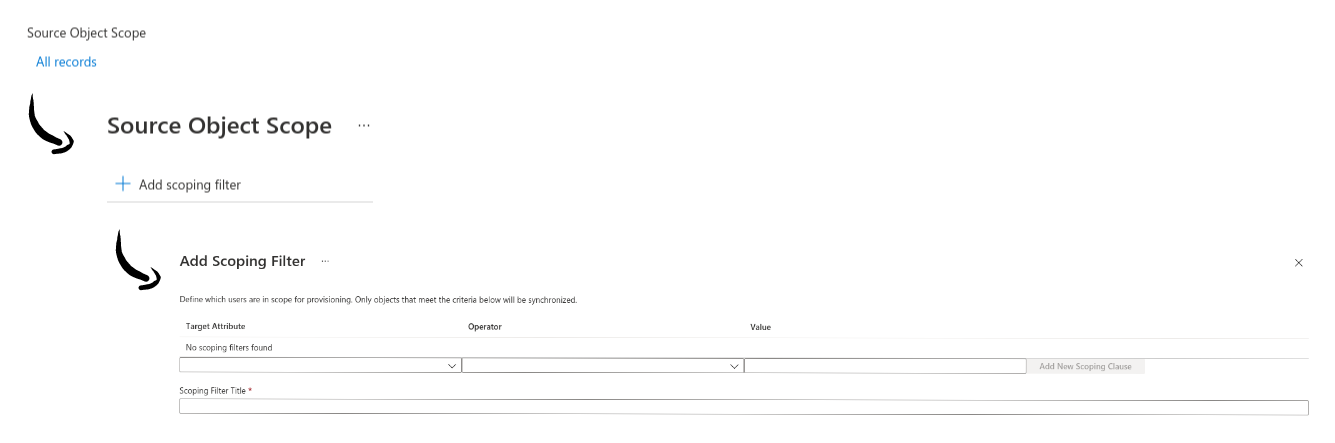 Source Object Scope
All records
Source Object Scope ...
Add scoping filter
Add Scoping Filter ...
Define which users are in scope for provisioning. Only objects that meet the criteria below will be synchronized.
Target Attribute Operator Value
No scoping filters found
Add New Scoping Clause
Scoping Filter Title *